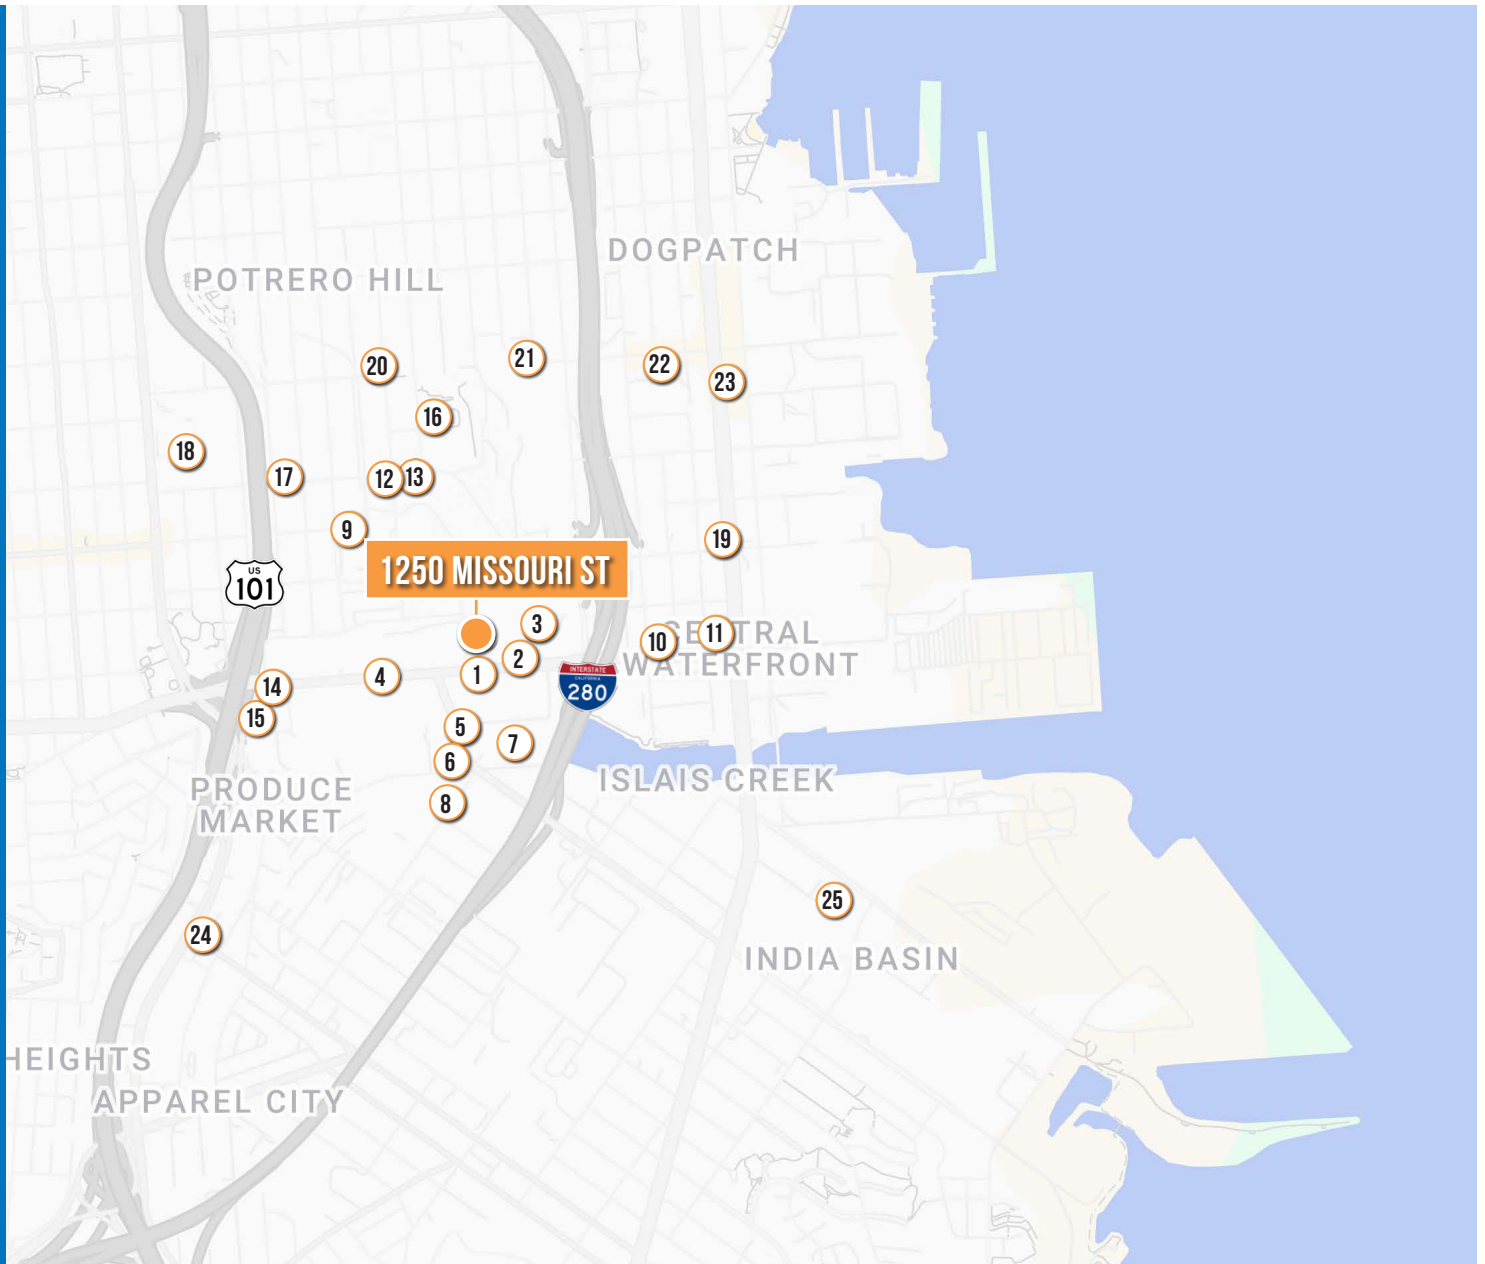 DOGPATCH
POTRERO HILL
20
21
22
23
16
18
17
12
13
9
19
1250 MISSOURI ST
US
101
3
10
11
CENTRAL
WATERFRONT
2
1
4
INTERSTATE
CALIFORNIA
280
14
15
5
7
6
8
ISLAIS CREEK
PRODUCE
MARKET
25
24
INDIA BASIN
HEIGHTS
APPAREL CITY